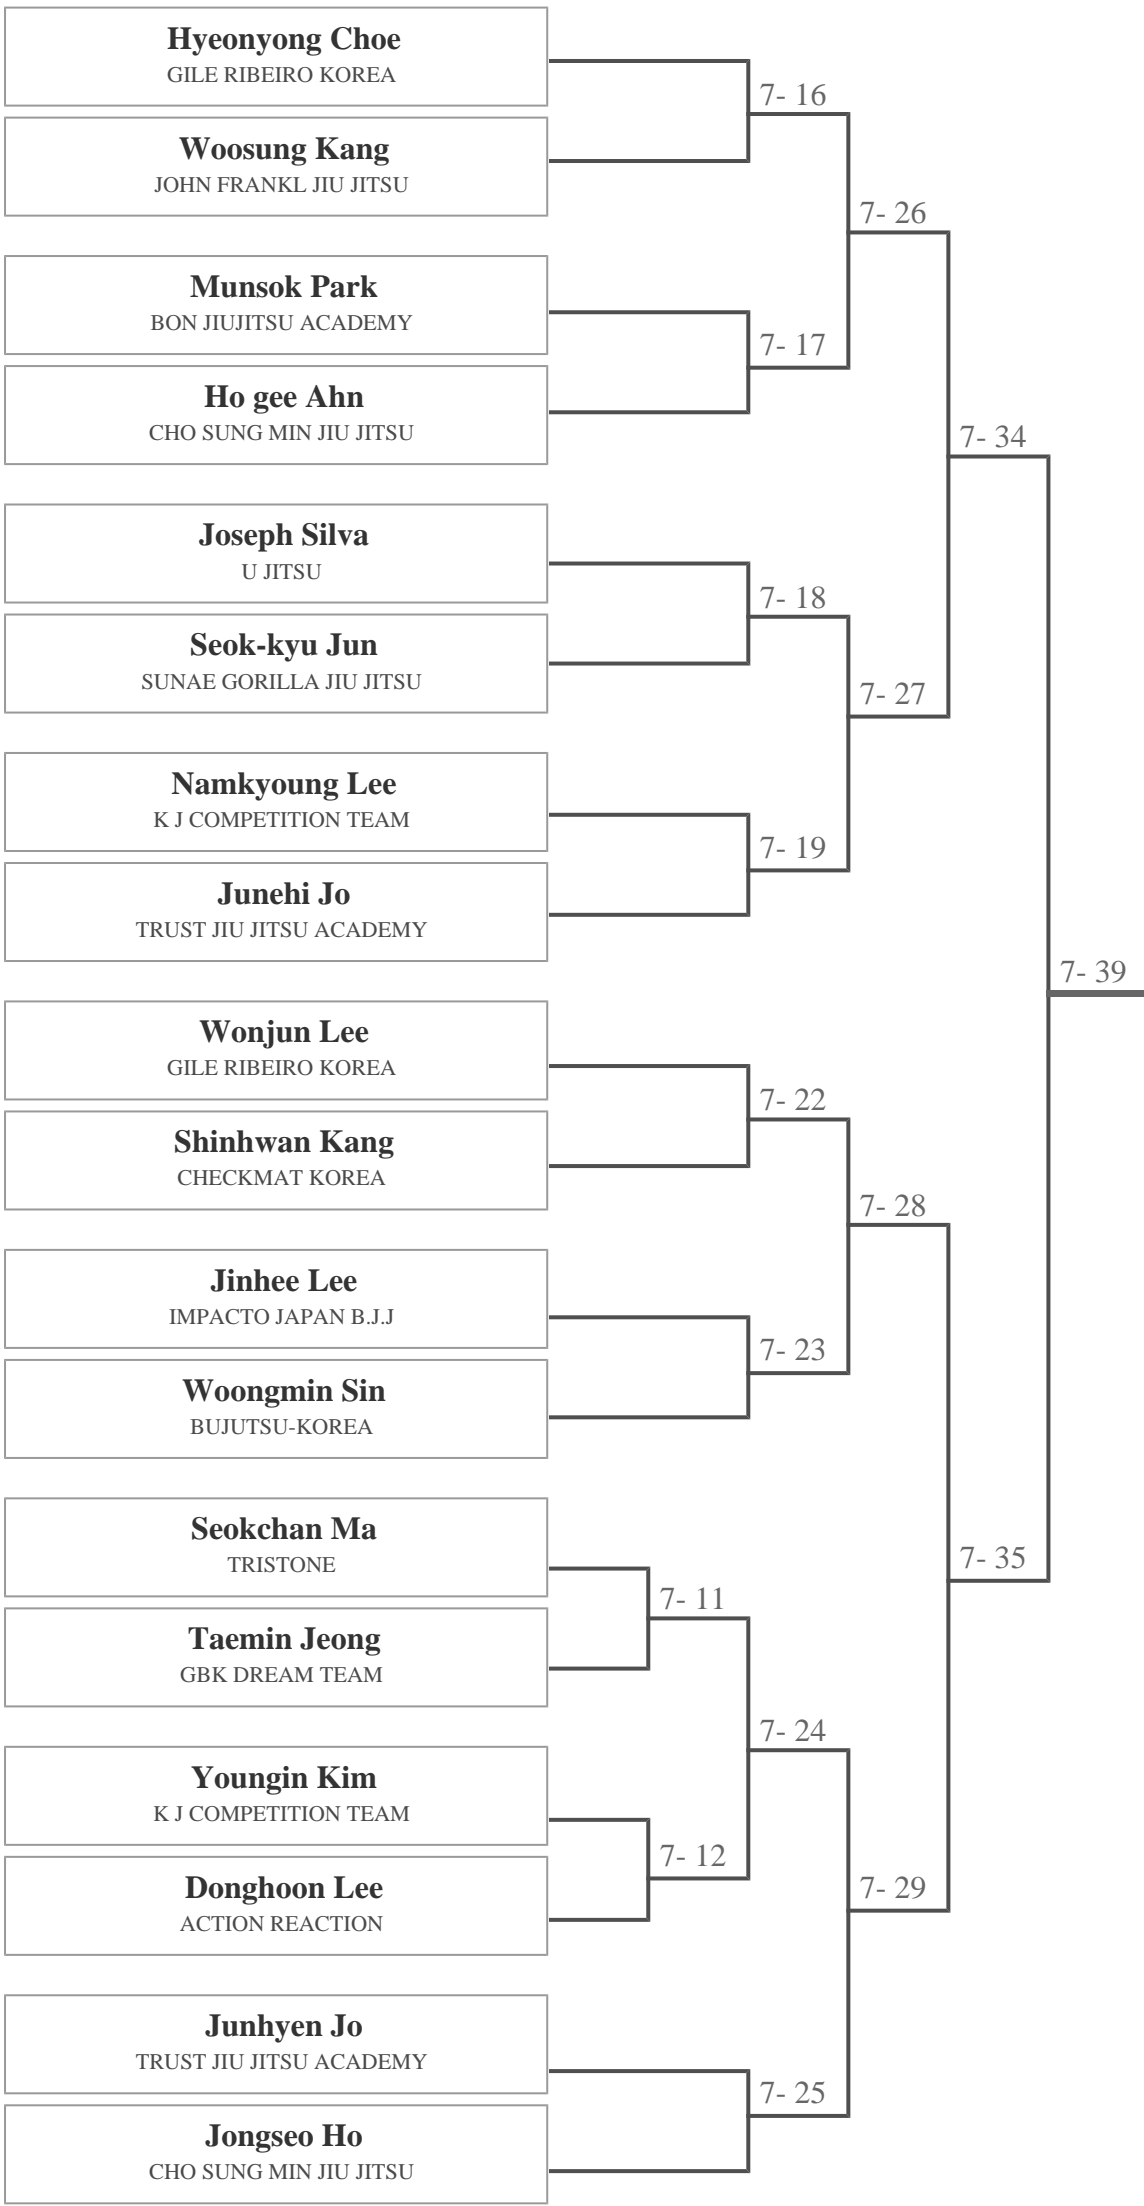 Hyeonyong Choe
GILE RIBEIRO KOREA
7- 16
Woosung Kang
JOHN FRANKL JIU JITSU
7- 26
Munsok Park
BON JIUJITSU ACADEMY
7- 17
Ho gee Ahn
CHO SUNG MIN JIU JITSU
7- 34
Joseph Silva
U JITSU
7- 18
Seok-kyu Jun
SUNAE GORILLA JIU JITSU
7- 27
Namkyoung Lee
K J COMPETITION TEAM
7- 19
Junehi Jo
TRUST JIU JITSU ACADEMY
7- 39
Wonjun Lee
GILE RIBEIRO KOREA
7- 22
Shinhwan Kang
CHECKMAT KOREA
7- 28
Jinhee Lee
IMPACTO JAPAN B.J.J
7- 23
Woongmin Sin
BUJUTSU-KOREA
Seokchan Ma
TRISTONE
7- 35
7- 11
Taemin Jeong
GBK DREAM TEAM
7- 24
Youngin Kim
K J COMPETITION TEAM
7- 12
Donghoon Lee
ACTION REACTION
7- 29
Junhyen Jo
TRUST JIU JITSU ACADEMY
7- 25
Jongseo Ho
CHO SUNG MIN JIU JITSU